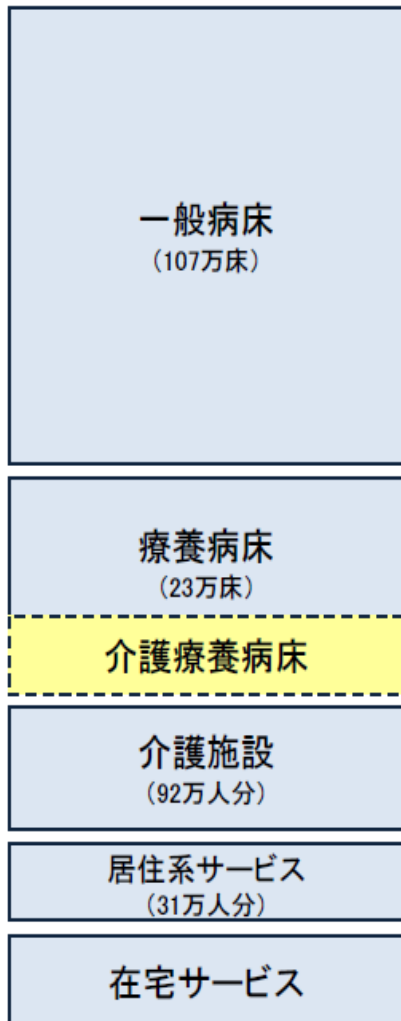 一般病床
（107万床）
療養病床
（23万床）
介護療養病床
介護施設
（92万人分）
居住系サービス
（31万人分）
在宅サービス